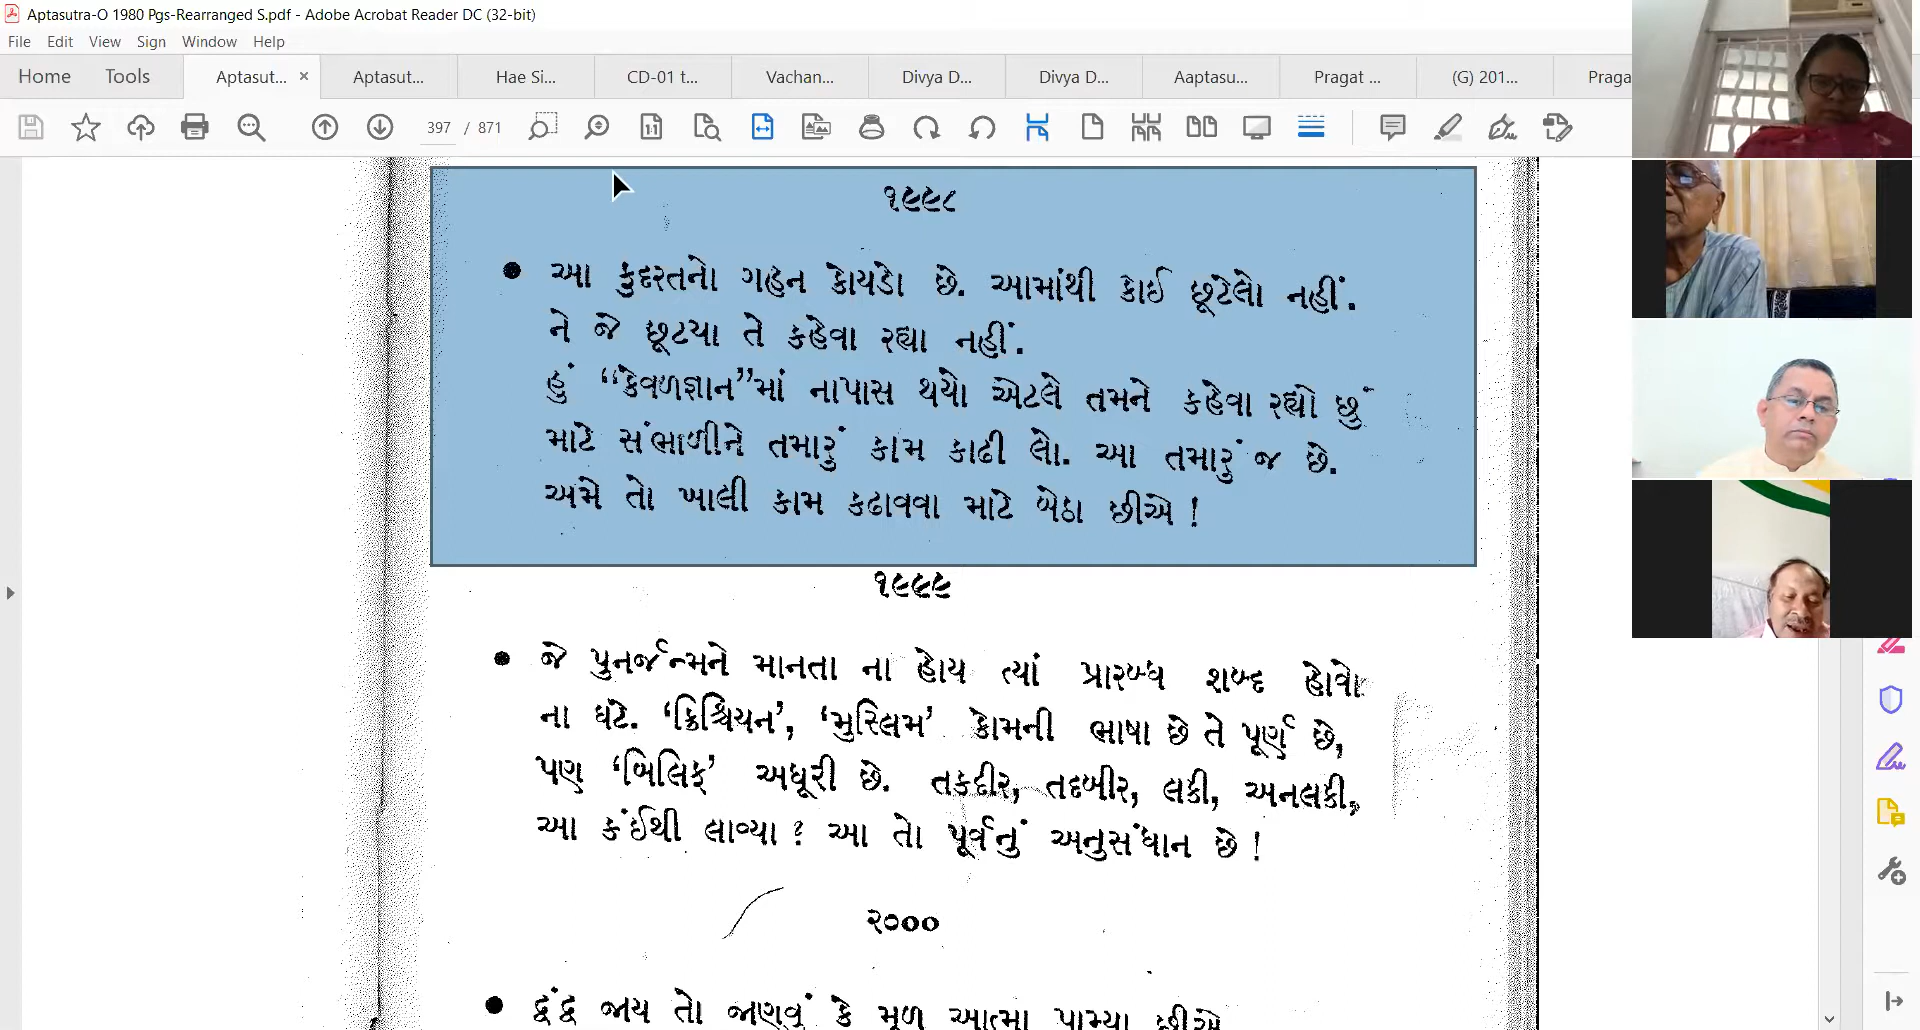 Aptasutra-O 1980 Pgs-Rearranged S.pdf - Adobe Acrobat Reader DC (32-bit)
File Edit View Sign Window Help
Home Tools Aptasut... × Aptasut... Hae Si... CD-01 t... Vachan... Divya D... Divya D... Aaptasu... Pragat ... (G) 201... Praga
397 / 871
૧૯૯૮
● આ કુદરતનો ગહન કોયડો છે. આમાંથી કોઈ છૂટેલો નહીં.
ને જે છૂટયા તે કહેવા રહ્યા નહીં.
હું “કેવળજ્ઞાન”માં નાપાસ થયો એટલે તમને કહેવા રહ્યો છું
માટે સંભાળીને તમારું કામ કાઢી લો. આ તમારું જ છે.
અમે તો ખાલી કામ કઢાવવા માટે બેઠા છીએ !
૧૯૯૯
● જે પુનર્જન્મને માનતા ના હોય ત્યાં પ્રારબ્ધ શબ્દ હોવો
ના ઘટે. ‘ક્રિશ્ચિયન’, ‘મુસ્લિમ’ કોમની ભાષા છે તે પૂર્ણ છે,
પણ ‘બિલિફ’ અધૂરી છે. તકદીર, તદબીર, લકી, અનલકી,
આ કંઈથી લાવ્યા ? આ તો પૂર્વનું અનુસંધાન છે !
૨૦૦૦
● દ્વંદ્વ જાય તો જાણવું કે મૂળ આત્મા પામ્યા છીએ